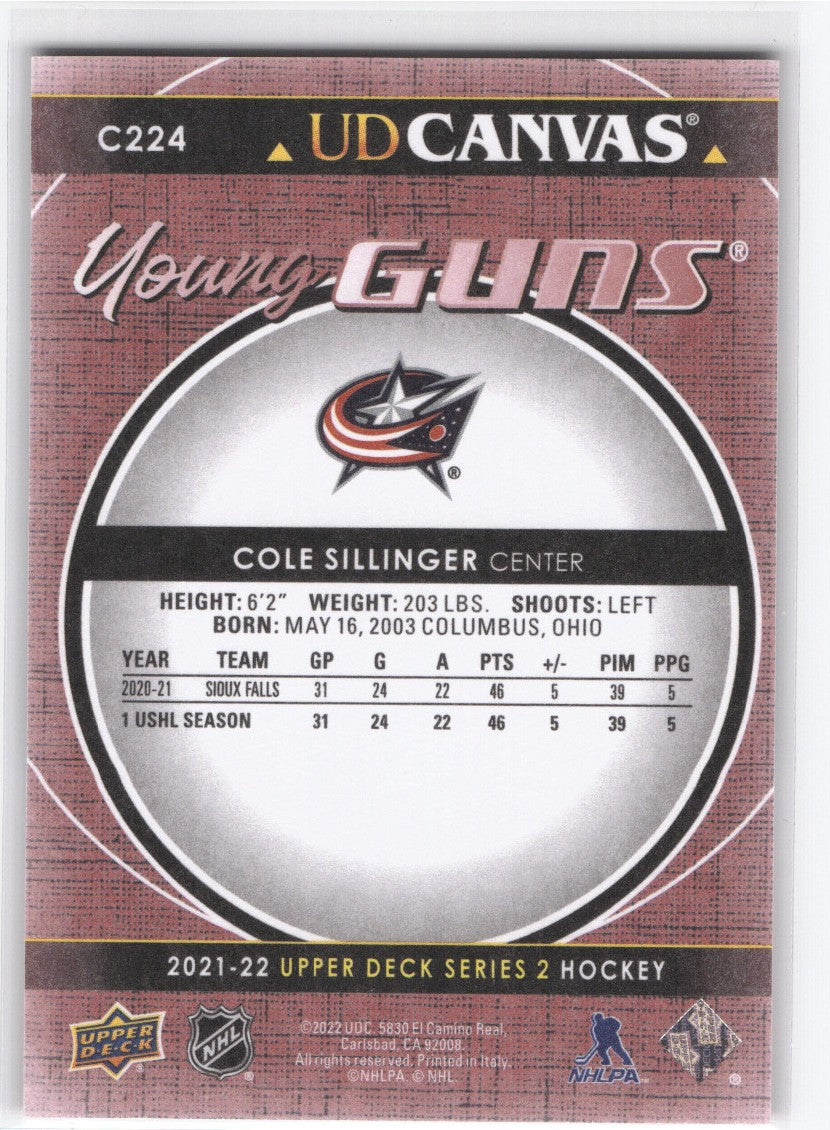 C224
UD CANVAS®
Young GUNS®
®
COLE SILLINGER CENTER
HEIGHT: 6'2" WEIGHT: 203 LBS. SHOOTS: LEFT
BORN: MAY 16, 2003 COLUMBUS, OHIO
YEAR TEAM GP G A PTS +/- PIM PPG
2020-21 SIOUX FALLS 31 24 22 46 5 39 5
1 USHL SEASON 31 24 22 46 5 39 5
2021-22 UPPER DECK SERIES 2 HOCKEY
UPPER
D·E·C·K
®
NHL
®
©2022 UDC. 5830 El Camino Real,
Carlsbad, CA 92008.
All rights reserved. Printed in Italy.
©NHLPA. © NHL.
NHLPA
®